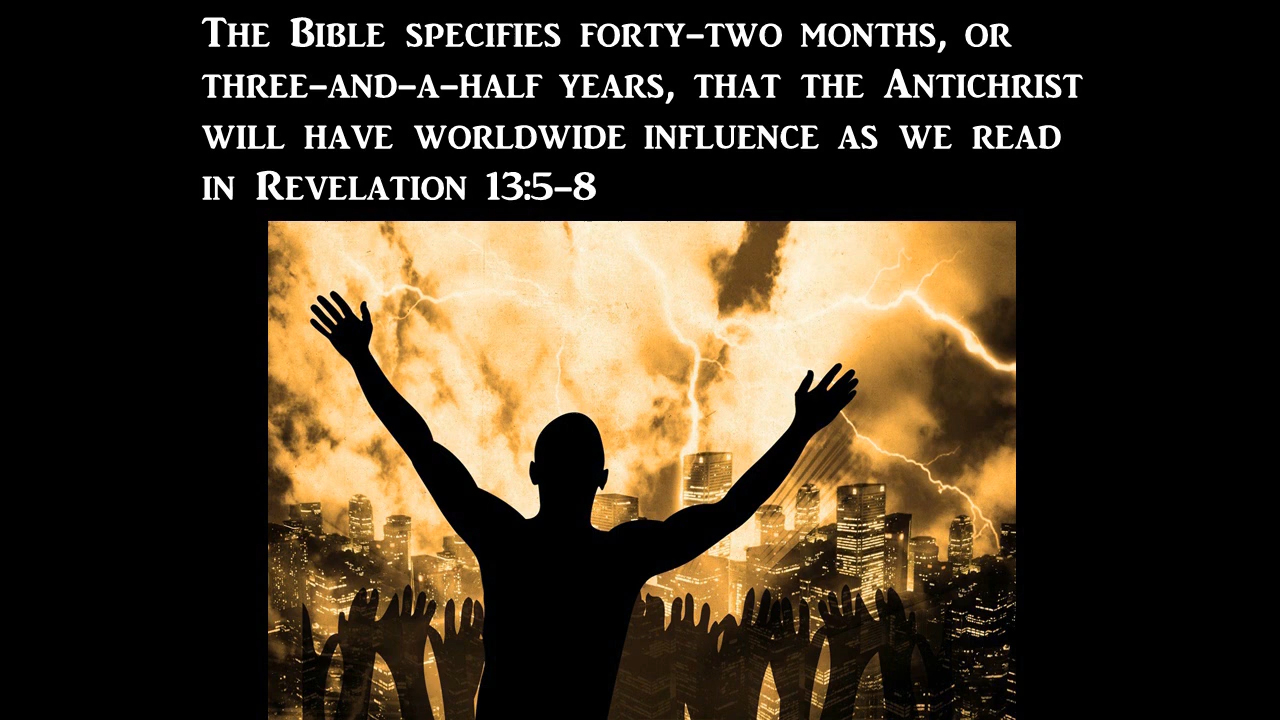 The Bible specifies forty-two months, or
three-and-a-half years, that the Antichrist
will have worldwide influence as we read
in Revelation 13:5-8